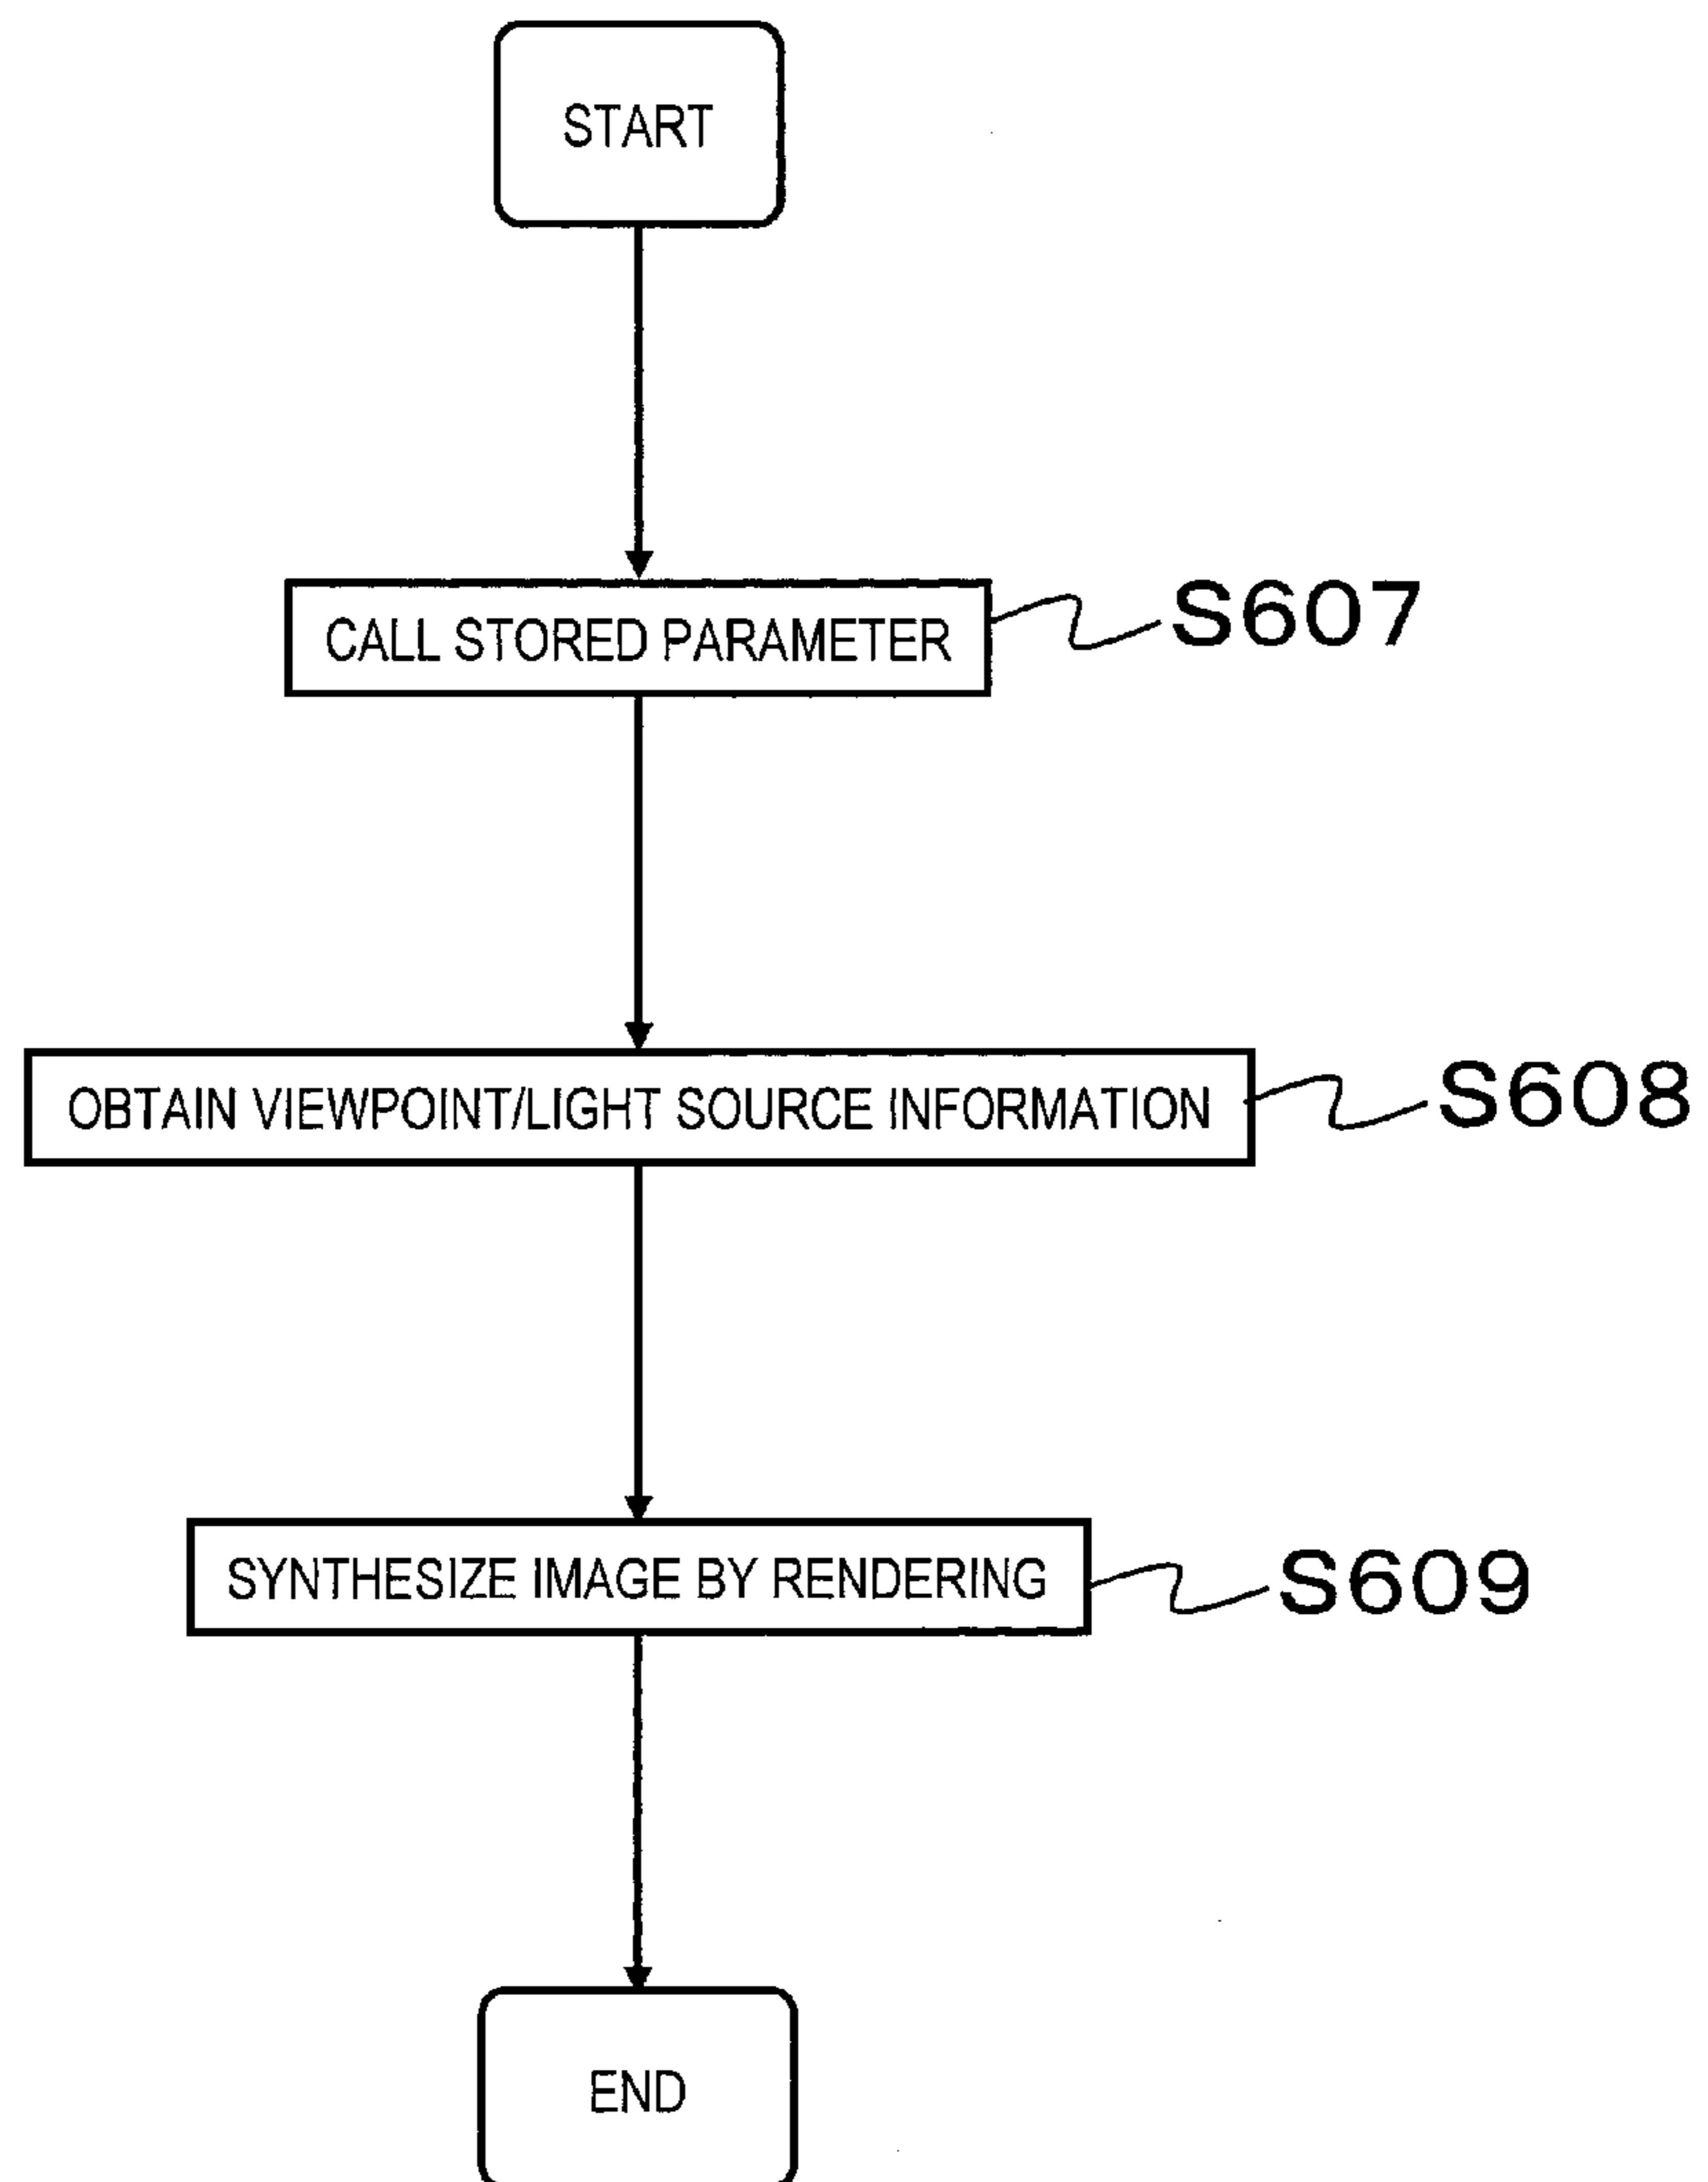 START
CALL STORED PARAMETER
S607
OBTAIN VIEWPOINT/LIGHT SOURCE INFORMATION
S608
SYNTHESIZE IMAGE BY RENDERING
S609
END